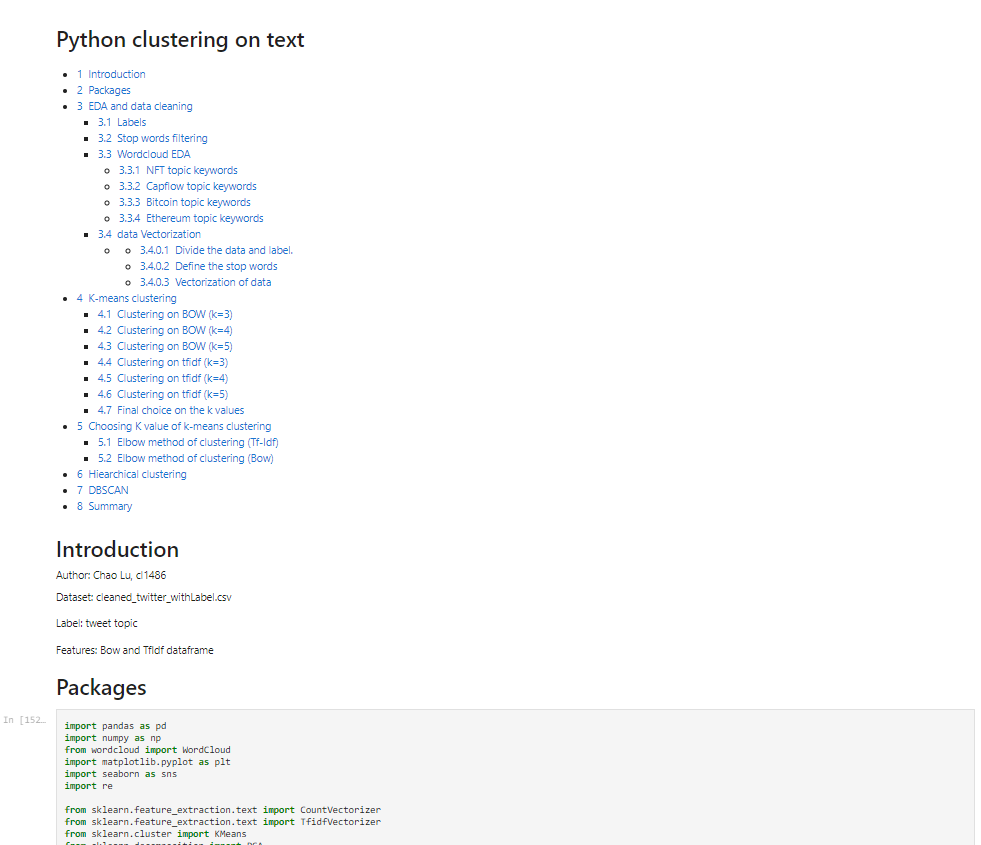 Python clustering on text
1 Introduction
2 Packages
3 EDA and data cleaning
3.1 Labels
3.2 Stop words filtering
3.3 Wordcloud EDA
3.3.1 NFT topic keywords
3.3.2 Capflow topic keywords
3.3.3 Bitcoin topic keywords
3.3.4 Ethereum topic keywords
3.4 data Vectorization
3.4.0.1 Divide the data and label.
3.4.0.2 Define the stop words
3.4.0.3 Vectorization of data
4 K-means clustering
4.1 Clustering on BOW (k=3)
4.2 Clustering on BOW (k=4)
4.3 Clustering on BOW (k=5)
4.4 Clustering on tfidf (k=3)
4.5 Clustering on tfidf (k=4)
4.6 Clustering on tfidf (k=5)
4.7 Final choice on the k values
5 Choosing K value of k-means clustering
5.1 Elbow method of clustering (Tf-Idf)
5.2 Elbow method of clustering (Bow)
6 Hiearchical clustering
7 DBSCAN
8 Summary
Introduction
Author: Chao Lu, cl1486
Dataset: cleaned_twitter_withLabel.csv
Label: tweet topic
Features: Bow and TfIdf dataframe
Packages
In [152…
import pandas as pd
import numpy as np
from wordcloud import WordCloud
import matplotlib.pyplot as plt
import seaborn as sns
import re
from sklearn.feature_extraction.text import CountVectorizer
from sklearn.feature_extraction.text import TfidfVectorizer
from sklearn.cluster import KMeans
from sklearn.decomposition import PCA